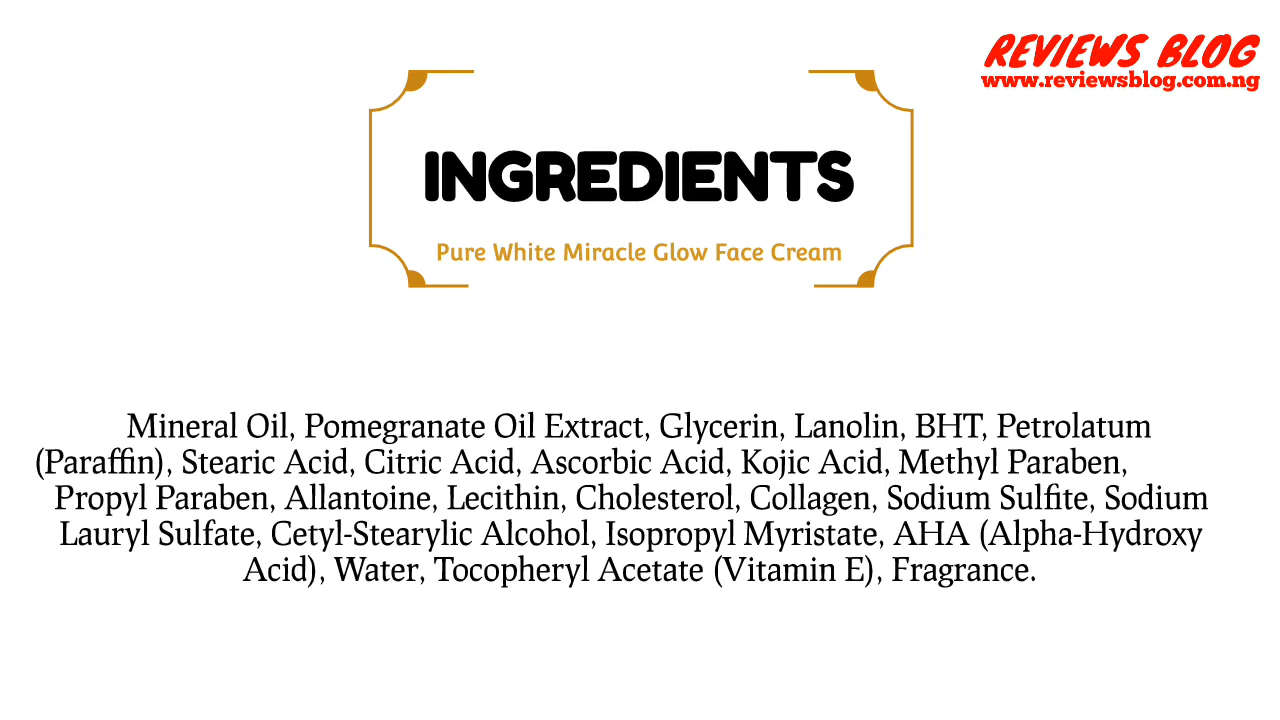 REVIEWS BLOG
www.reviewsblog.com.ng
INGREDIENTS
Pure White Miracle Glow Face Cream
Mineral Oil, Pomegranate Oil Extract, Glycerin, Lanolin, BHT, Petrolatum
(Paraffin), Stearic Acid, Citric Acid, Ascorbic Acid, Kojic Acid, Methyl Paraben,
Propyl Paraben, Allantoine, Lecithin, Cholesterol, Collagen, Sodium Sulfite, Sodium
Lauryl Sulfate, Cetyl-Stearylic Alcohol, Isopropyl Myristate, AHA (Alpha-Hydroxy
Acid), Water, Tocopheryl Acetate (Vitamin E), Fragrance.